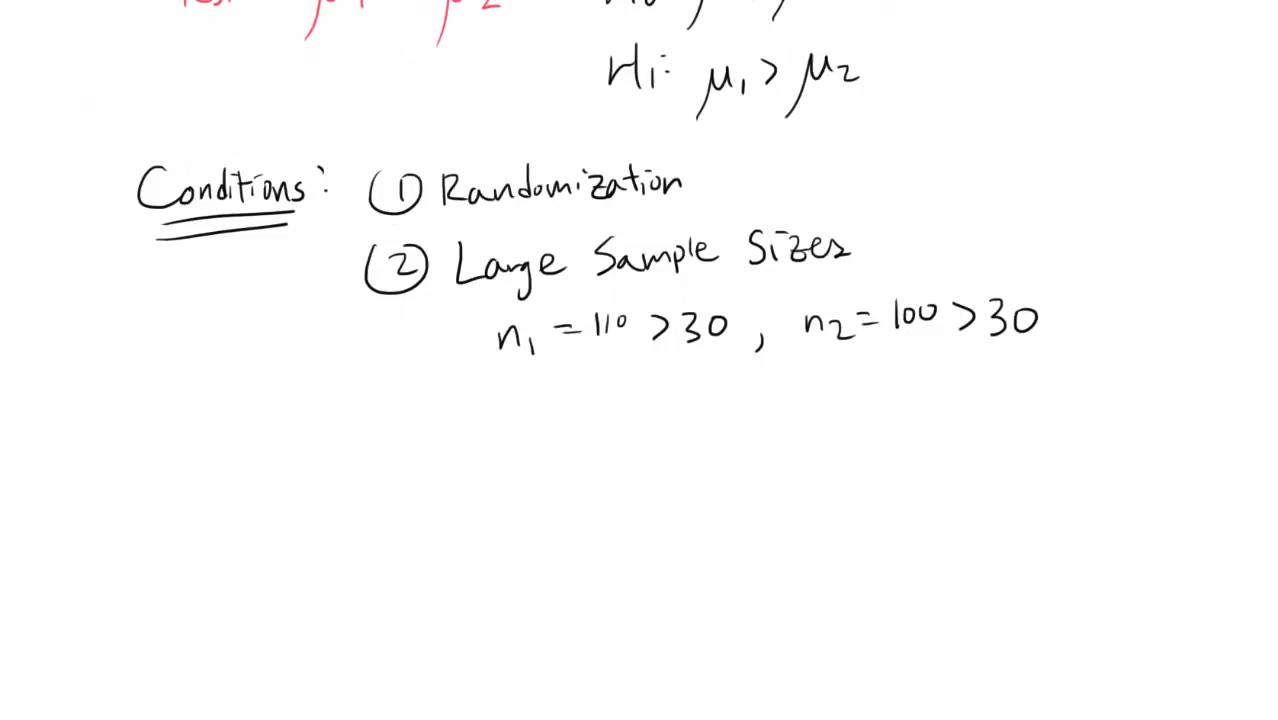 H1: μ1 > μ2
Conditions: ① Randomization
② Large Sample Sizes
n1 = 110 > 30 , n2 = 100 > 30